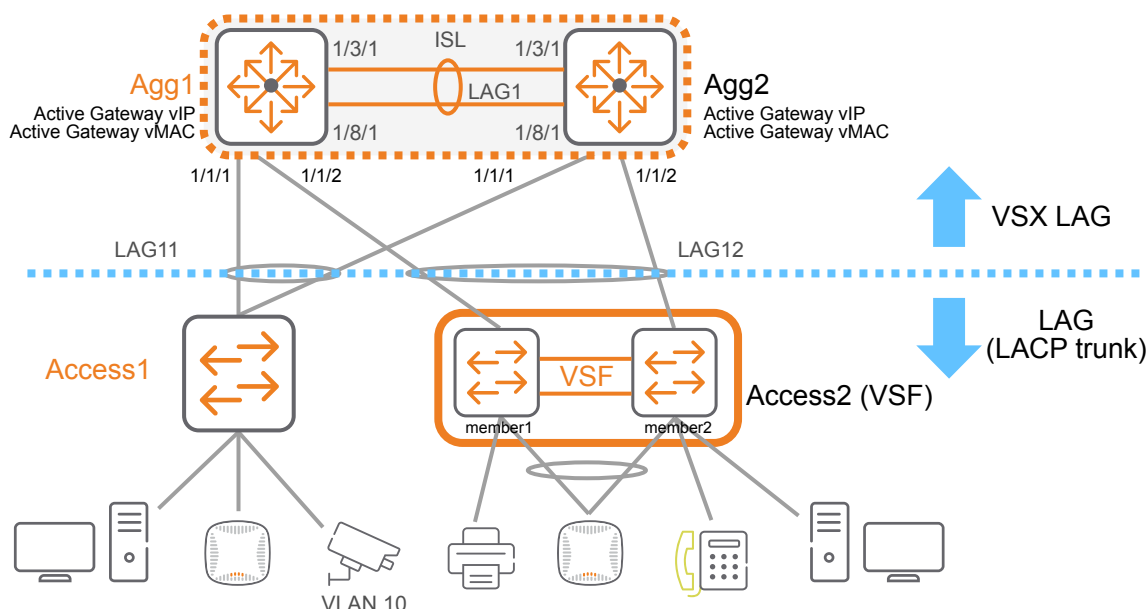 1/3/1
ISL
1/3/1
Agg1
Agg2
Active Gateway vIP
Active Gateway vMAC
LAG1
Active Gateway vIP
Active Gateway vMAC
1/8/1
1/8/1
1/1/1
1/1/2
1/1/1
1/1/2
VSX LAG
LAG11
LAG12
LAG
(LACP trunk)
Access1
VSF
Access2 (VSF)
member1
member2
VLAN 10